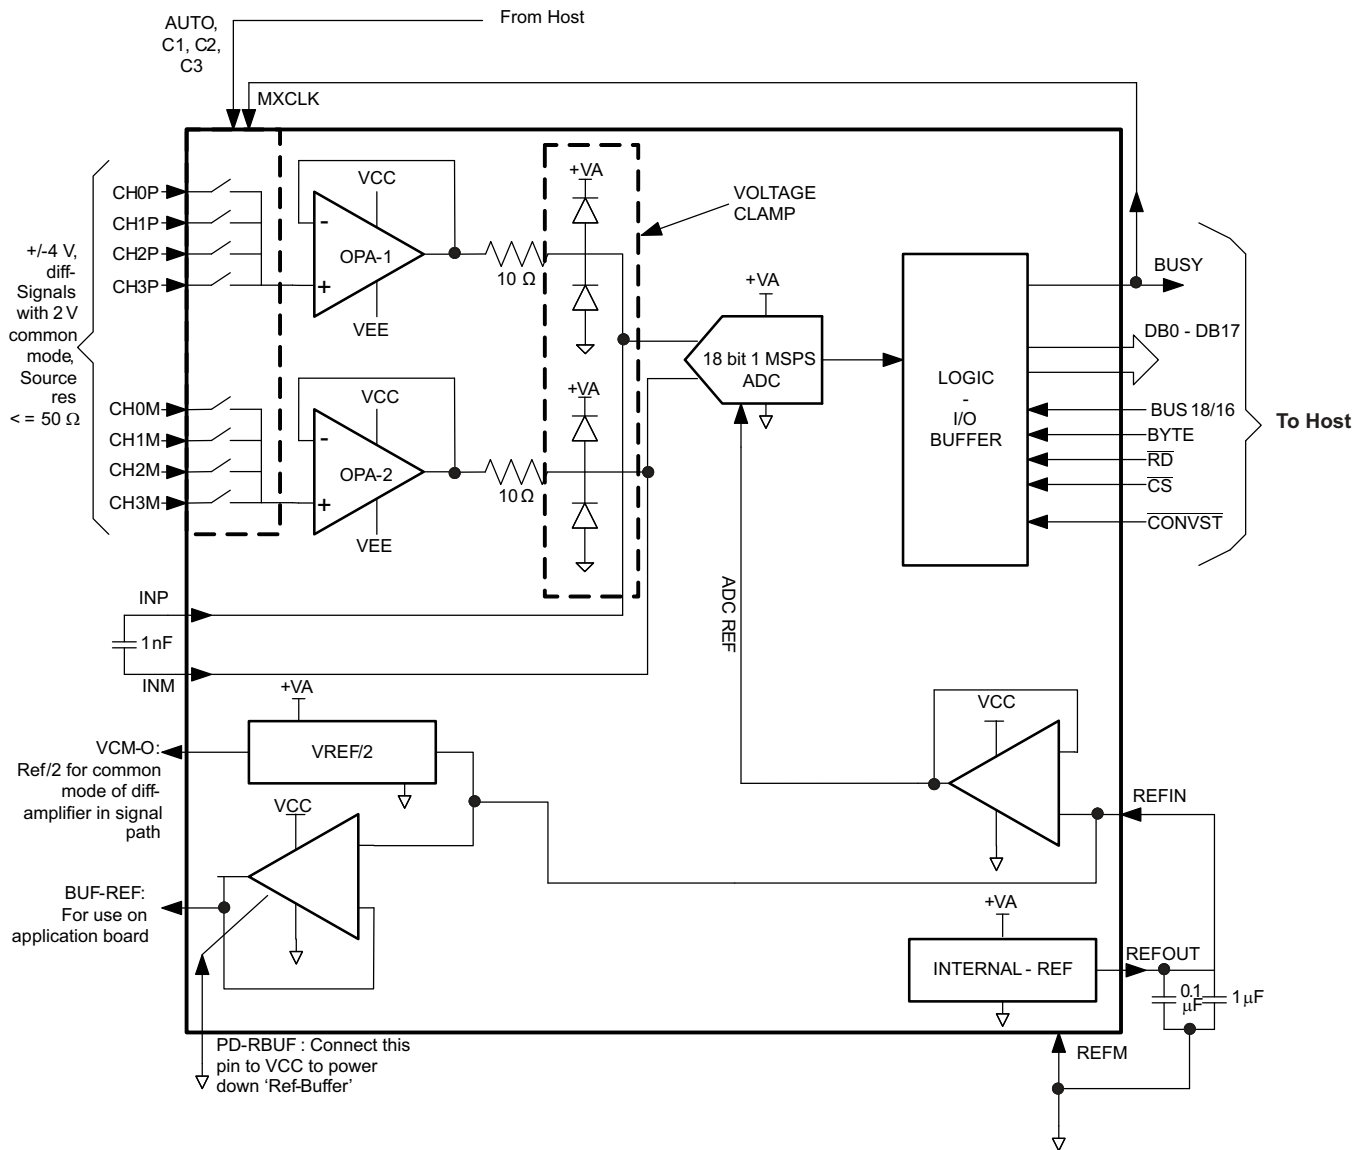 From Host
AUTO,
C1, C2,
C3
MXCLK
CH0P
CH1P
CH2P
CH3P
+/-4 V,
diff-
Signals
with 2 V
common
mode,
Source
res
< = 50 Ω
CH0M
CH1M
CH2M
CH3M
VCC
-
OPA-1
+
VEE
10 Ω
VCC
-
OPA-2
+
VEE
10 Ω
+VA
+VA
VOLTAGE
CLAMP
+VA
18 bit 1 MSPS
ADC
ADC REF
LOGIC
-
I/O
BUFFER
BUSY
DB0 - DB17
BUS 18/16
BYTE
RD
CS
CONVST
To Host
INP
1 nF
INM
+VA
VREF/2
VCM-O:
Ref/2 for common
mode of diff-
amplifier in signal
path
VCC
BUF-REF:
For use on
application board
PD-RBUF : Connect this
pin to VCC to power
down ‘Ref-Buffer’
VCC
REFIN
+VA
INTERNAL - REF
REFOUT
0.1
μF
1 μF
REFM